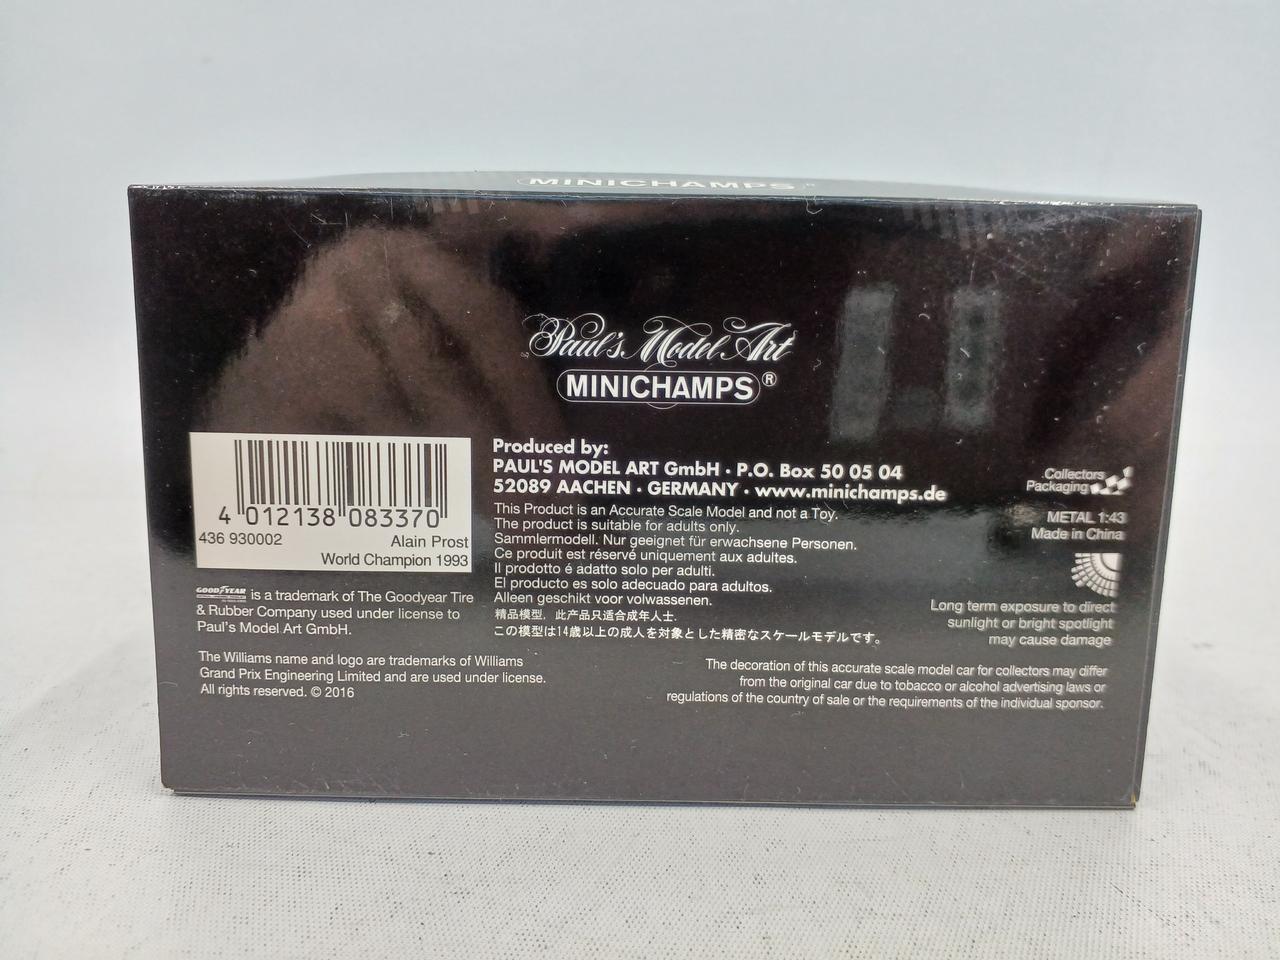 MINICHAMPS
Paul's Model Art
MINICHAMPS®
4 012138 083370
436 930002
Alain Prost
World Champion 1993
GOODYEAR is a trademark of The Goodyear Tire
& Rubber Company used under license to
Paul's Model Art GmbH.
The Williams name and logo are trademarks of Williams
Grand Prix Engineering Limited and are used under license.
All rights reserved. © 2016
Produced by:
PAUL'S MODEL ART GmbH · P.O. Box 50 05 04
52089 AACHEN · GERMANY · www.minichamps.de
This Product is an Accurate Scale Model and not a Toy.
The product is suitable for adults only.
Sammlermodell. Nur geeignet für erwachsene Personen.
Ce produit est réservé uniquement aux adultes.
Il prodotto é adatto solo per adulti.
El producto es solo adecuado para adultos.
Alleen geschikt voor volwassenen.
精品模型，此产品只适合成年人士.
この模型は14歳以上の成人を対象とした精密なスケールモデルです。
Collectors
Packaging
METAL 1:43
Made in China
Long term exposure to direct
sunlight or bright spotlight
may cause damage
The decoration of this accurate scale model car for collectors may differ
from the original car due to tobacco or alcohol advertising laws or
regulations of the country of sale or the requirements of the individual sponsor.